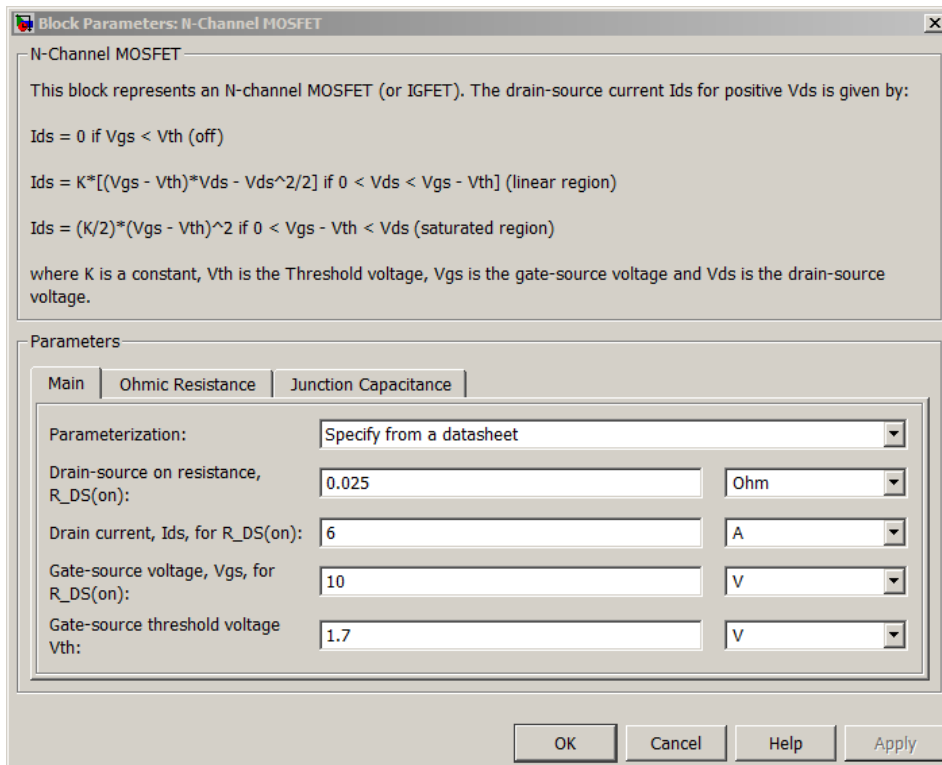 Block Parameters: N-Channel MOSFET
N-Channel MOSFET
This block represents an N-channel MOSFET (or IGFET). The drain-source current Ids for positive Vds is given by:
Ids = 0 if Vgs < Vth (off)
Ids = K*[(Vgs - Vth)*Vds - Vds^2/2] if 0 < Vds < Vgs - Vth] (linear region)
Ids = (K/2)*(Vgs - Vth)^2 if 0 < Vgs - Vth < Vds (saturated region)
where K is a constant, Vth is the Threshold voltage, Vgs is the gate-source voltage and Vds is the drain-source
voltage.
Parameters
Main Ohmic Resistance Junction Capacitance
Parameterization: Specify from a datasheet
Drain-source on resistance,
R_DS(on): 0.025 Ohm
Drain current, Ids, for R_DS(on): 6 A
Gate-source voltage, Vgs, for
R_DS(on): 10 V
Gate-source threshold voltage
Vth: 1.7 V
OK Cancel Help Apply